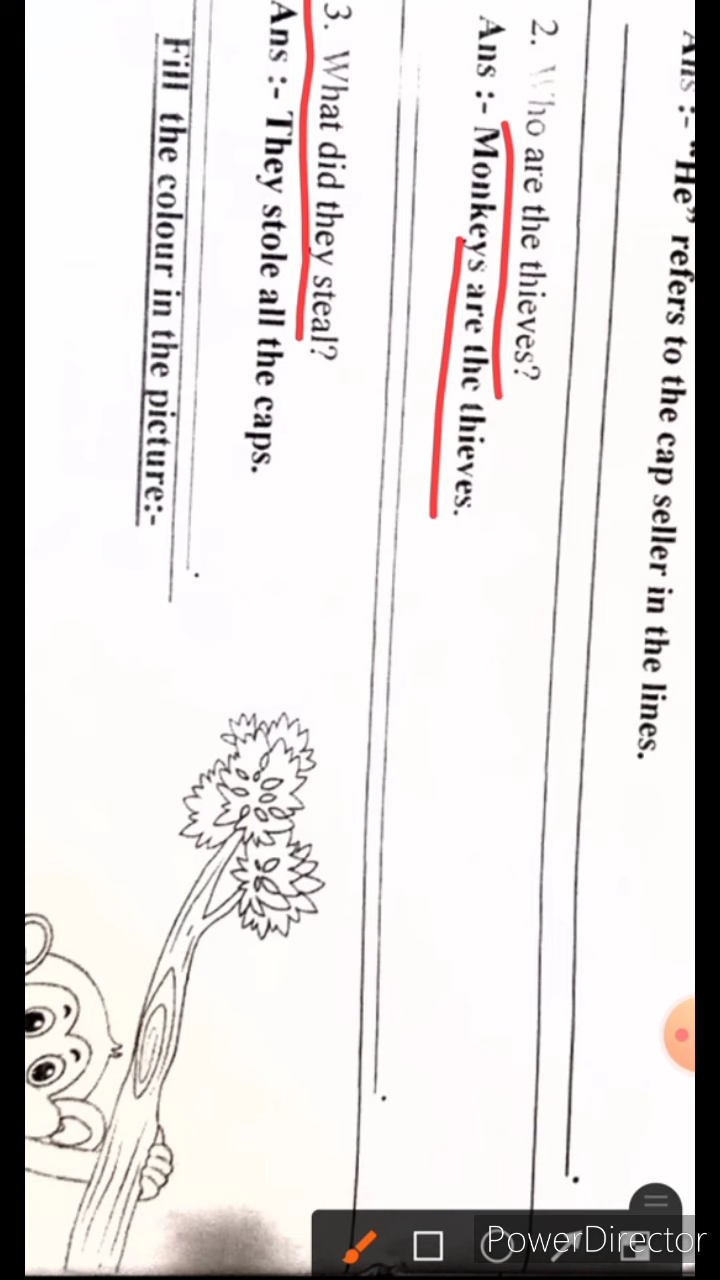 Ans :- “He” refers to the cap seller in the lines.
2. Who are the thieves?
Ans :- Monkeys are the thieves.
3. What did they steal?
Ans :- They stole all the caps.
Fill the colour in the picture:-
PowerDirector